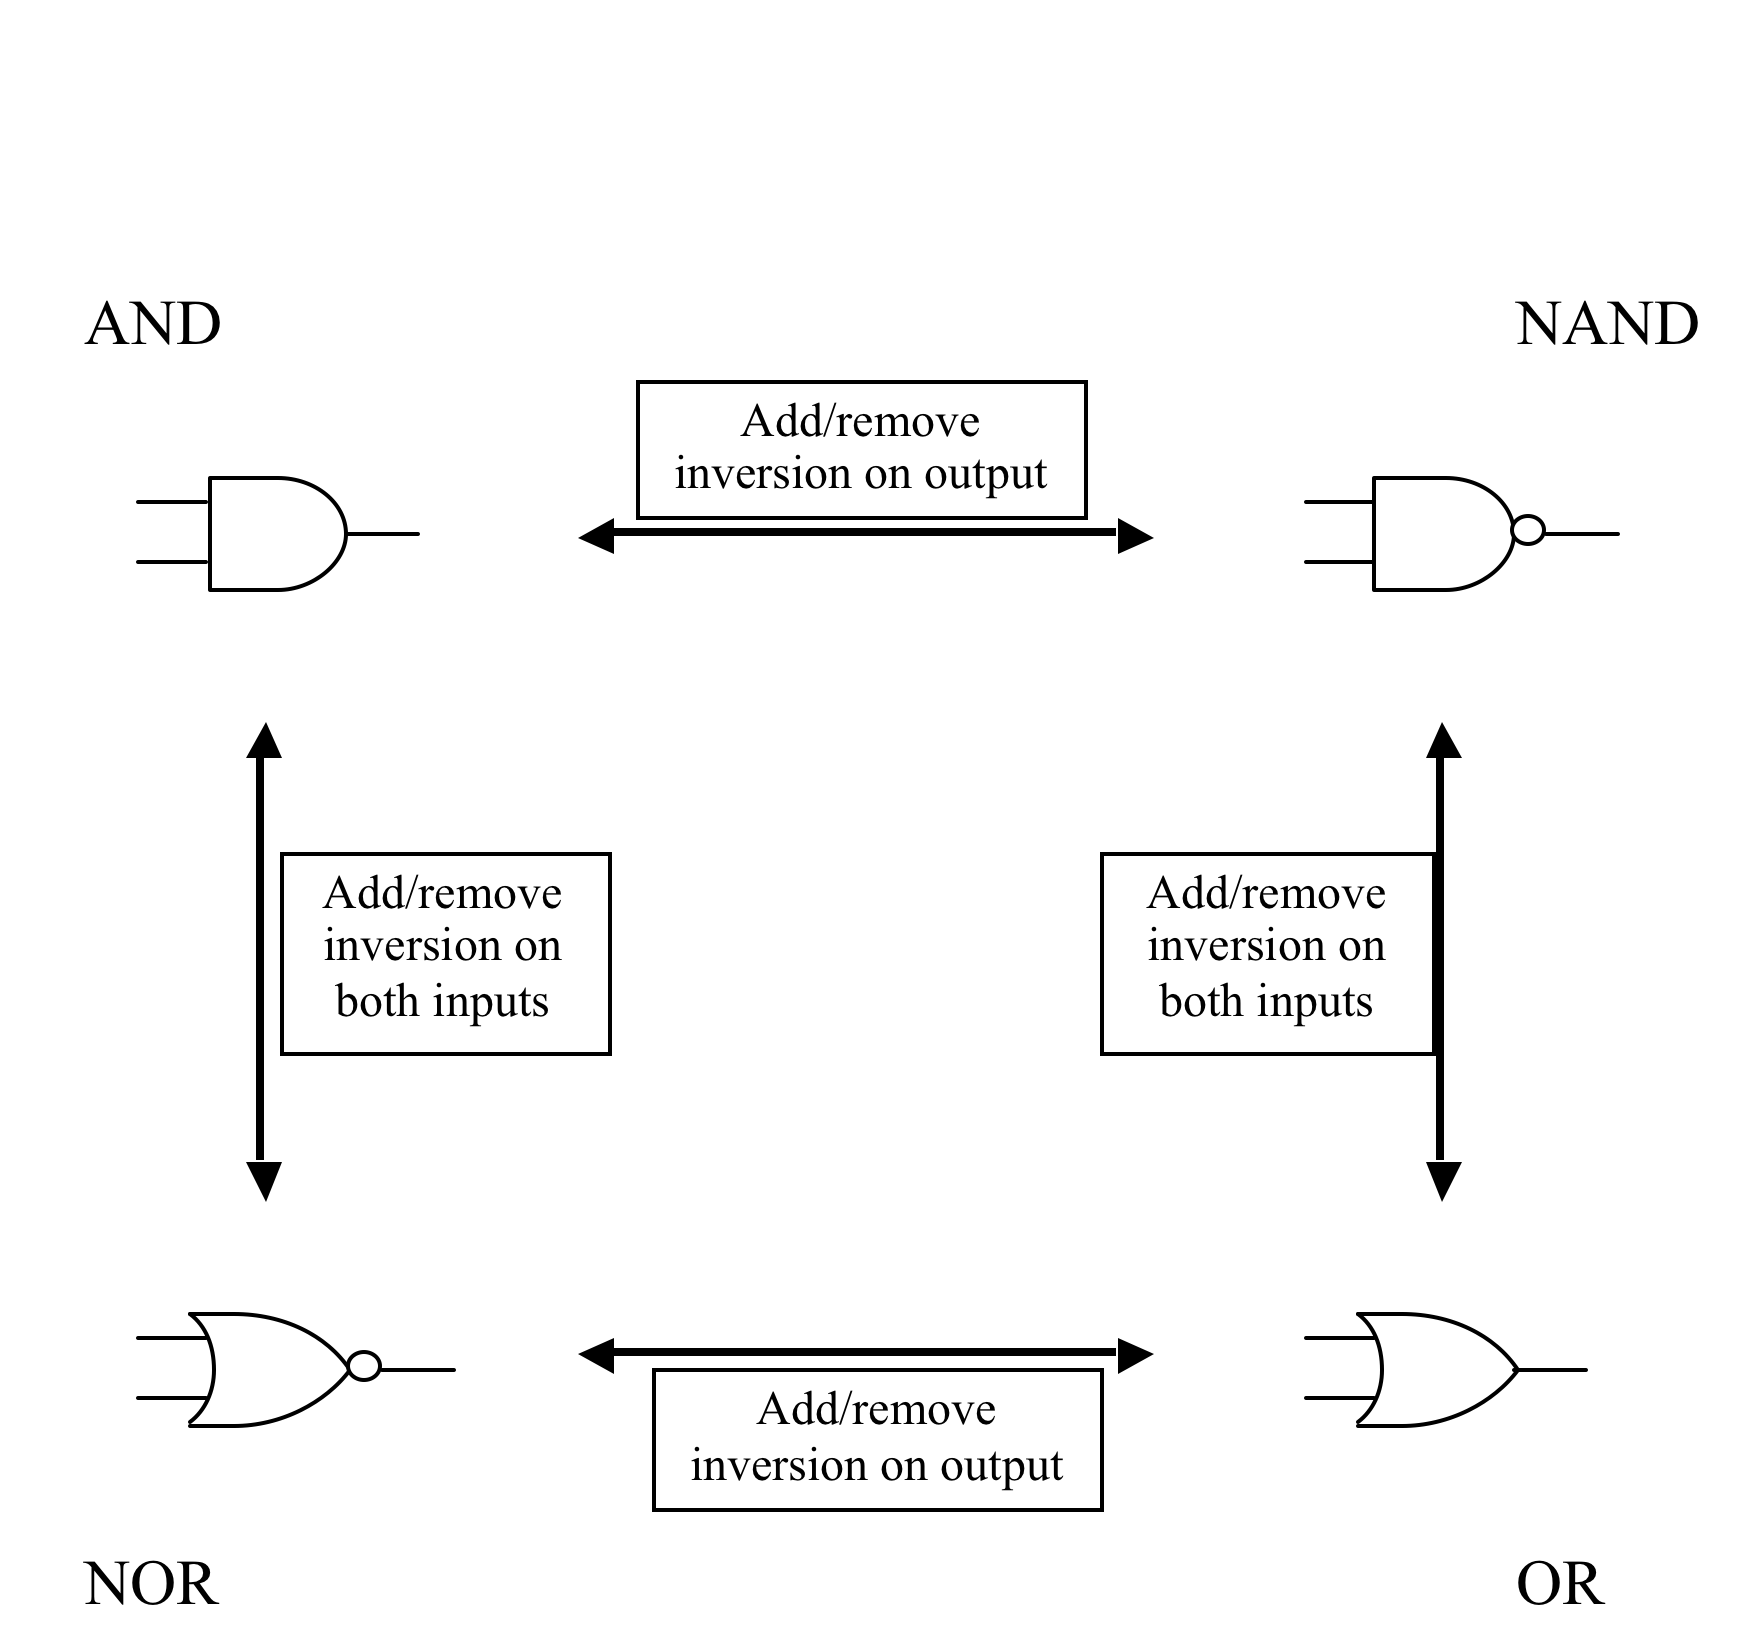 AND
NAND
Add/remove
inversion on output
Add/remove
inversion on
both inputs
Add/remove
inversion on
both inputs
Add/remove
inversion on output
NOR
OR